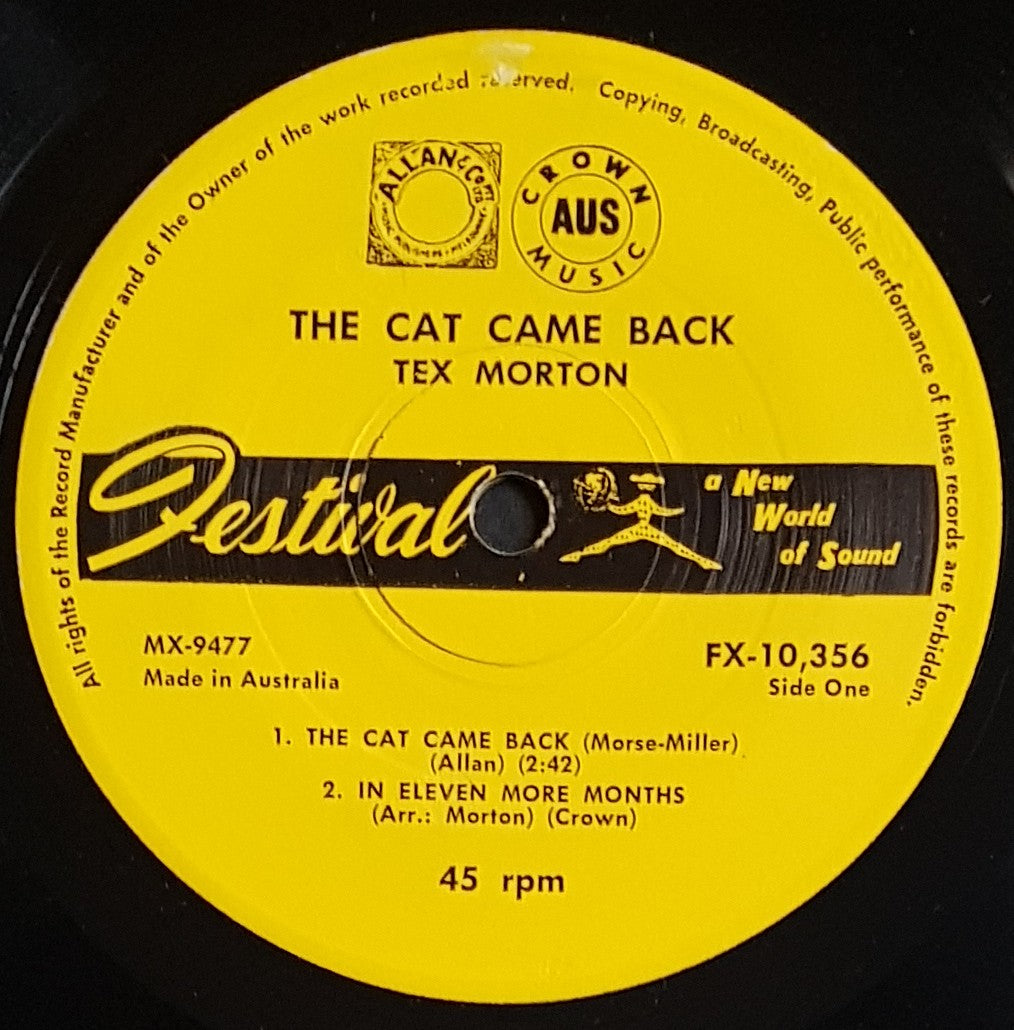 All rights of the Record Manufacturer and of the Owner of the work recorded reserved. Copying, Broadcasting, Public performance of these records are forbidden.
ALLAN & Co PTY LTD
CROWN
AUS
MUSIC
THE CAT CAME BACK
TEX MORTON
Festival
a New
World
of Sound
MX-9477
Made in Australia
FX-10,356
Side One
1. THE CAT CAME BACK (Morse-Miller)
(Allan) (2:42)
2. IN ELEVEN MORE MONTHS
(Arr.: Morton) (Crown)
45 rpm